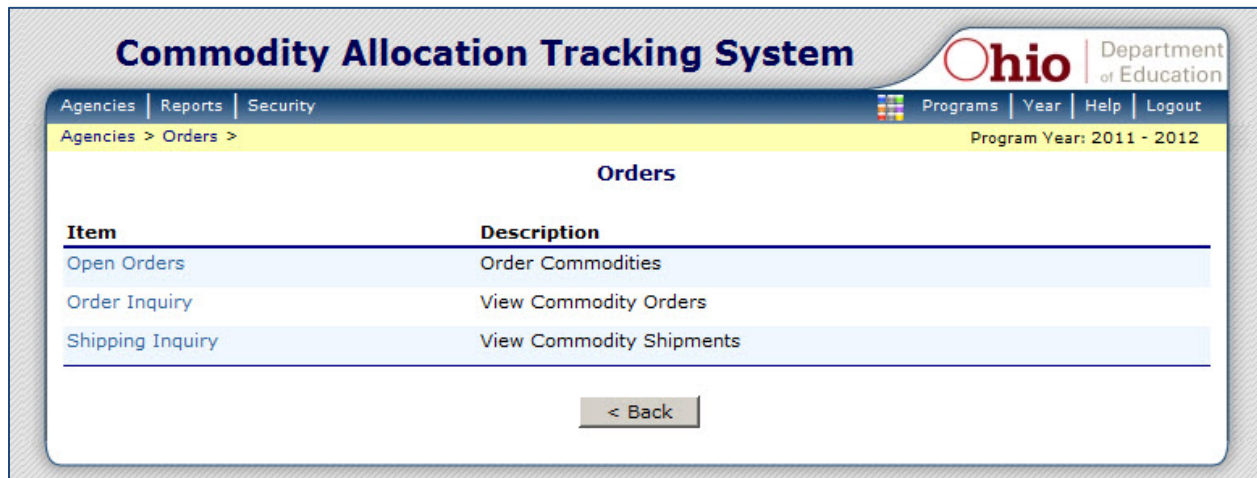 Commodity Allocation Tracking System
Ohio Department of Education
Agencies | Reports | Security Programs | Year | Help | Logout
Agencies > Orders > Program Year: 2011 - 2012
Orders
Item Description
Open Orders Order Commodities
Order Inquiry View Commodity Orders
Shipping Inquiry View Commodity Shipments
< Back